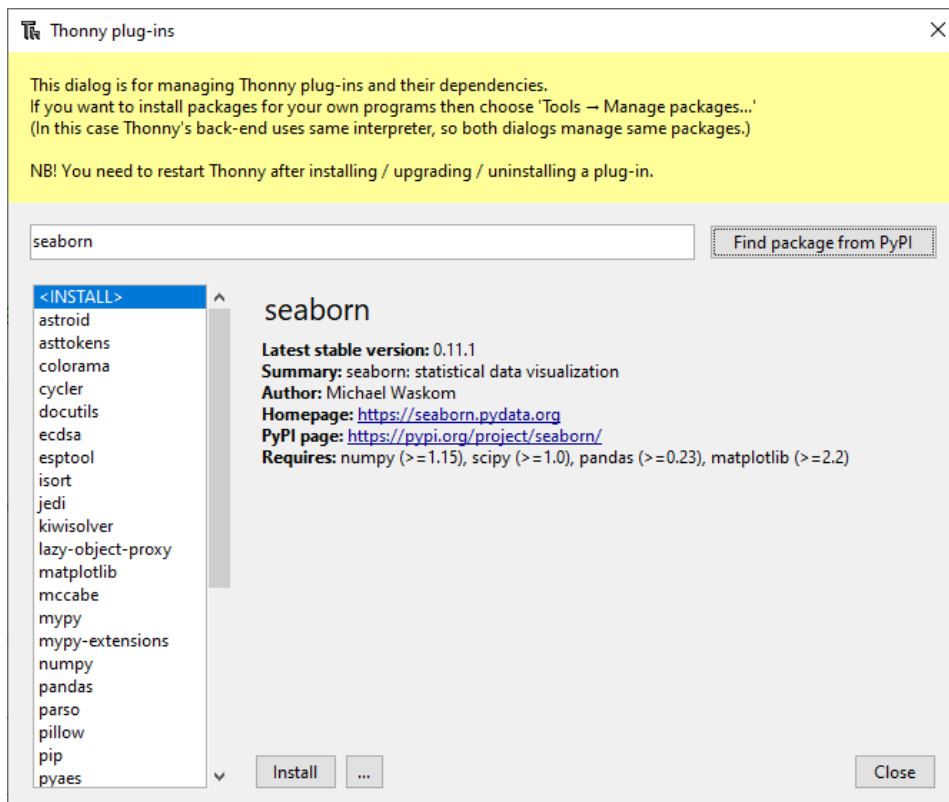 Thonny plug-ins
This dialog is for managing Thonny plug-ins and their dependencies.
If you want to install packages for your own programs then choose 'Tools → Manage packages...'
(In this case Thonny's back-end uses same interpreter, so both dialogs manage same packages.)
NB! You need to restart Thonny after installing / upgrading / uninstalling a plug-in.
seaborn
Find package from PyPI
<INSTALL>
astroid
asttokens
colorama
cycler
docutils
ecdsa
esptool
isort
jedi
kiwisolver
lazy-object-proxy
matplotlib
mccabe
mypy
mypy-extensions
numpy
pandas
parso
pillow
pip
pyaes
seaborn
Latest stable version: 0.11.1
Summary: seaborn: statistical data visualization
Author: Michael Waskom
Homepage: https://seaborn.pydata.org
PyPI page: https://pypi.org/project/seaborn/
Requires: numpy (>=1.15), scipy (>=1.0), pandas (>=0.23), matplotlib (>=2.2)
Install
...
Close